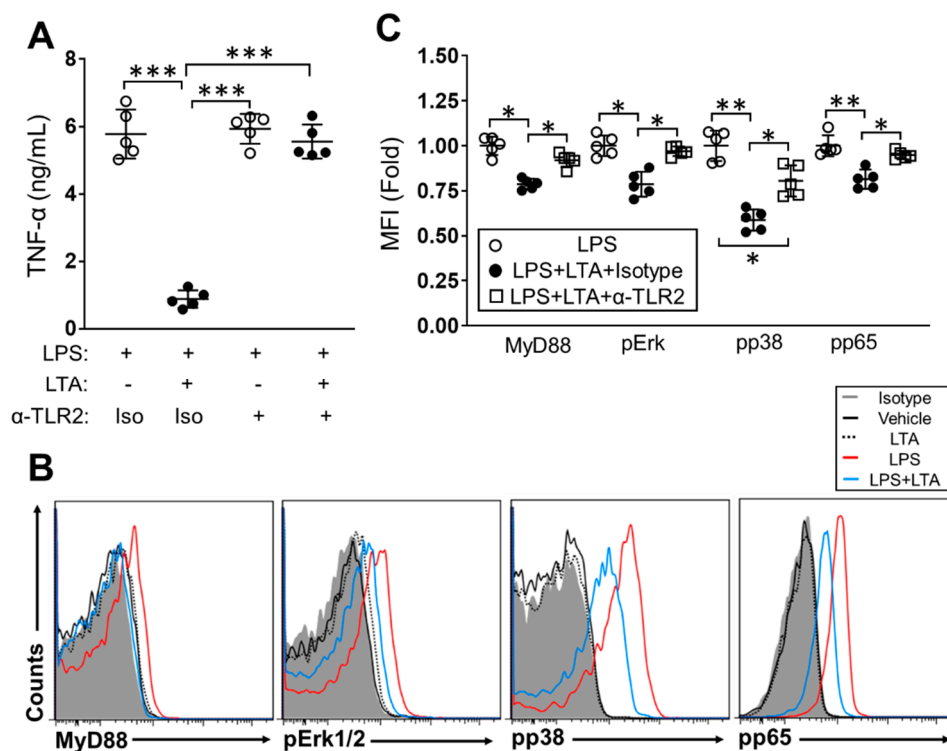 A
TNF-α (ng/mL)
8
6
4
2
0
*** ***
***
LPS: + + + +
LTA: - + - +
α-TLR2: Iso Iso + +
C
MFI (Fold)
1.50
1.25
1.00
0.75
0.50
0.00
* * * * ** * ** *
*
LPS
LPS+LTA+Isotype
LPS+LTA+α-TLR2
MyD88 pErk pp38 pp65
Isotype
Vehicle
LTA
LPS
LPS+LTA
B
Counts
MyD88 pErk1/2 pp38 pp65